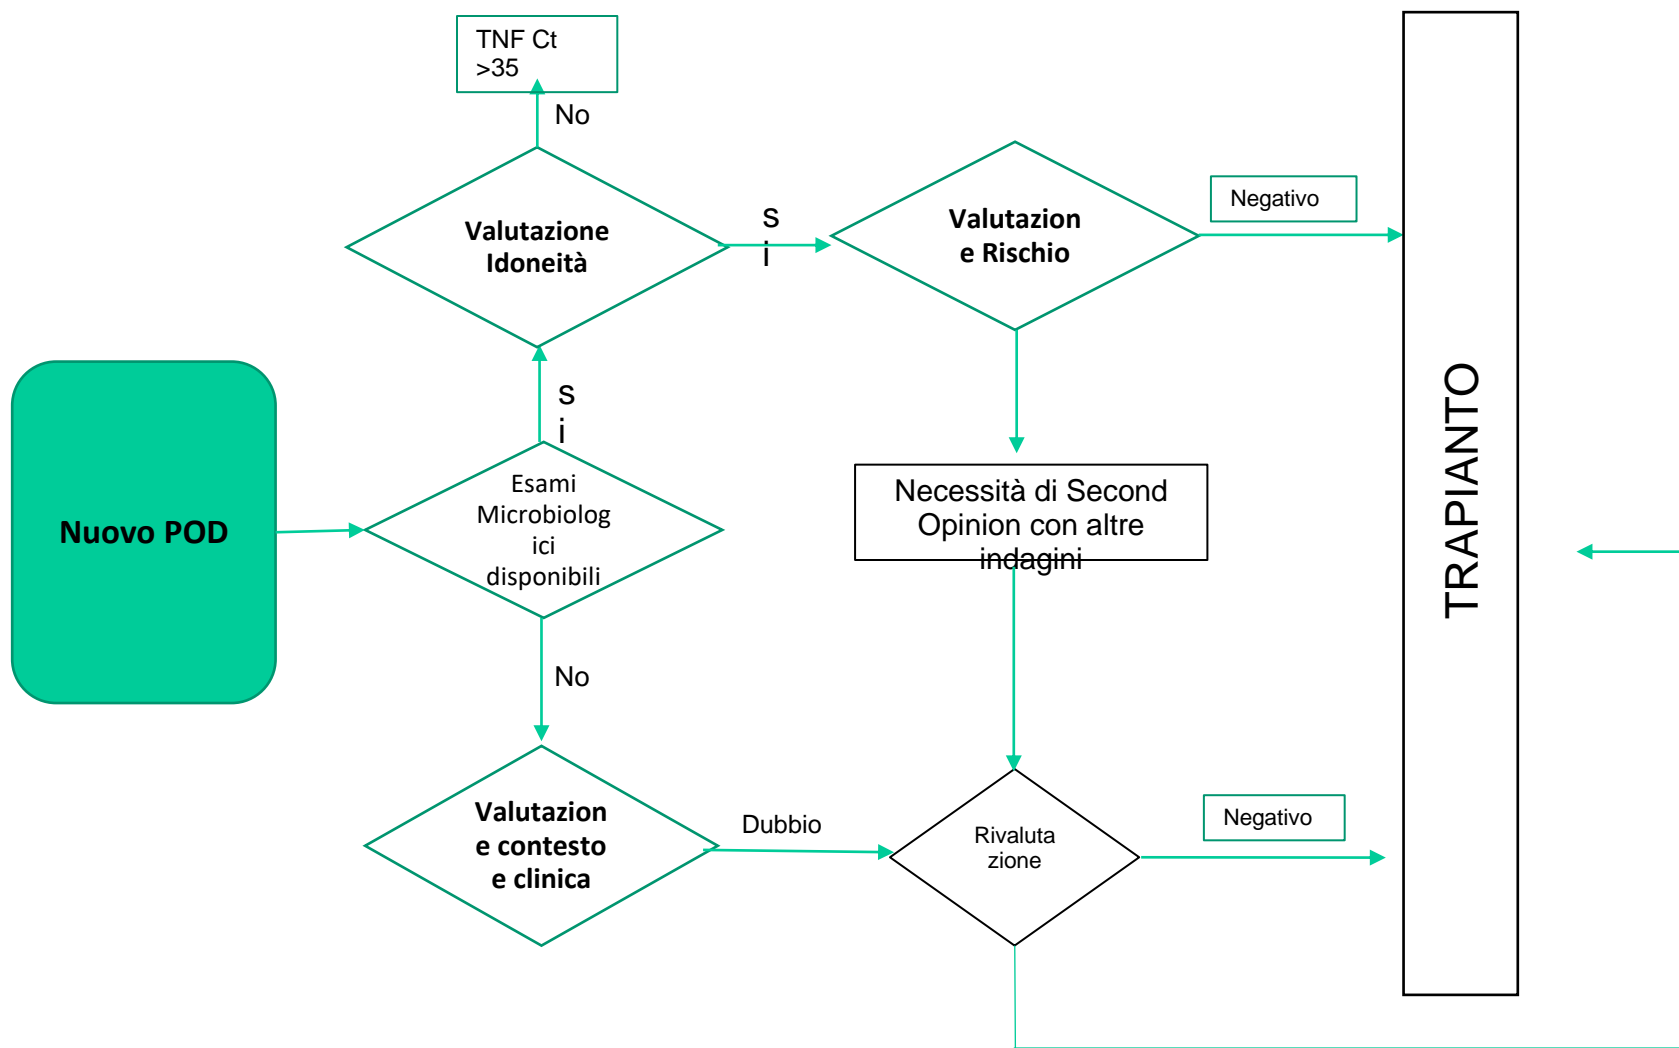 TNF Ct
>35
No
Valutazione
Idoneità
s
i
Valutazion
e Rischio
Negativo
s
i
Nuovo POD
Esami
Microbiolog
ici
disponibili
Necessità di Second
Opinion con altre
indagini
TRAPIANTO
No
Valutazion
e contesto
e clinica
Dubbio
Rivaluta
zione
Negativo